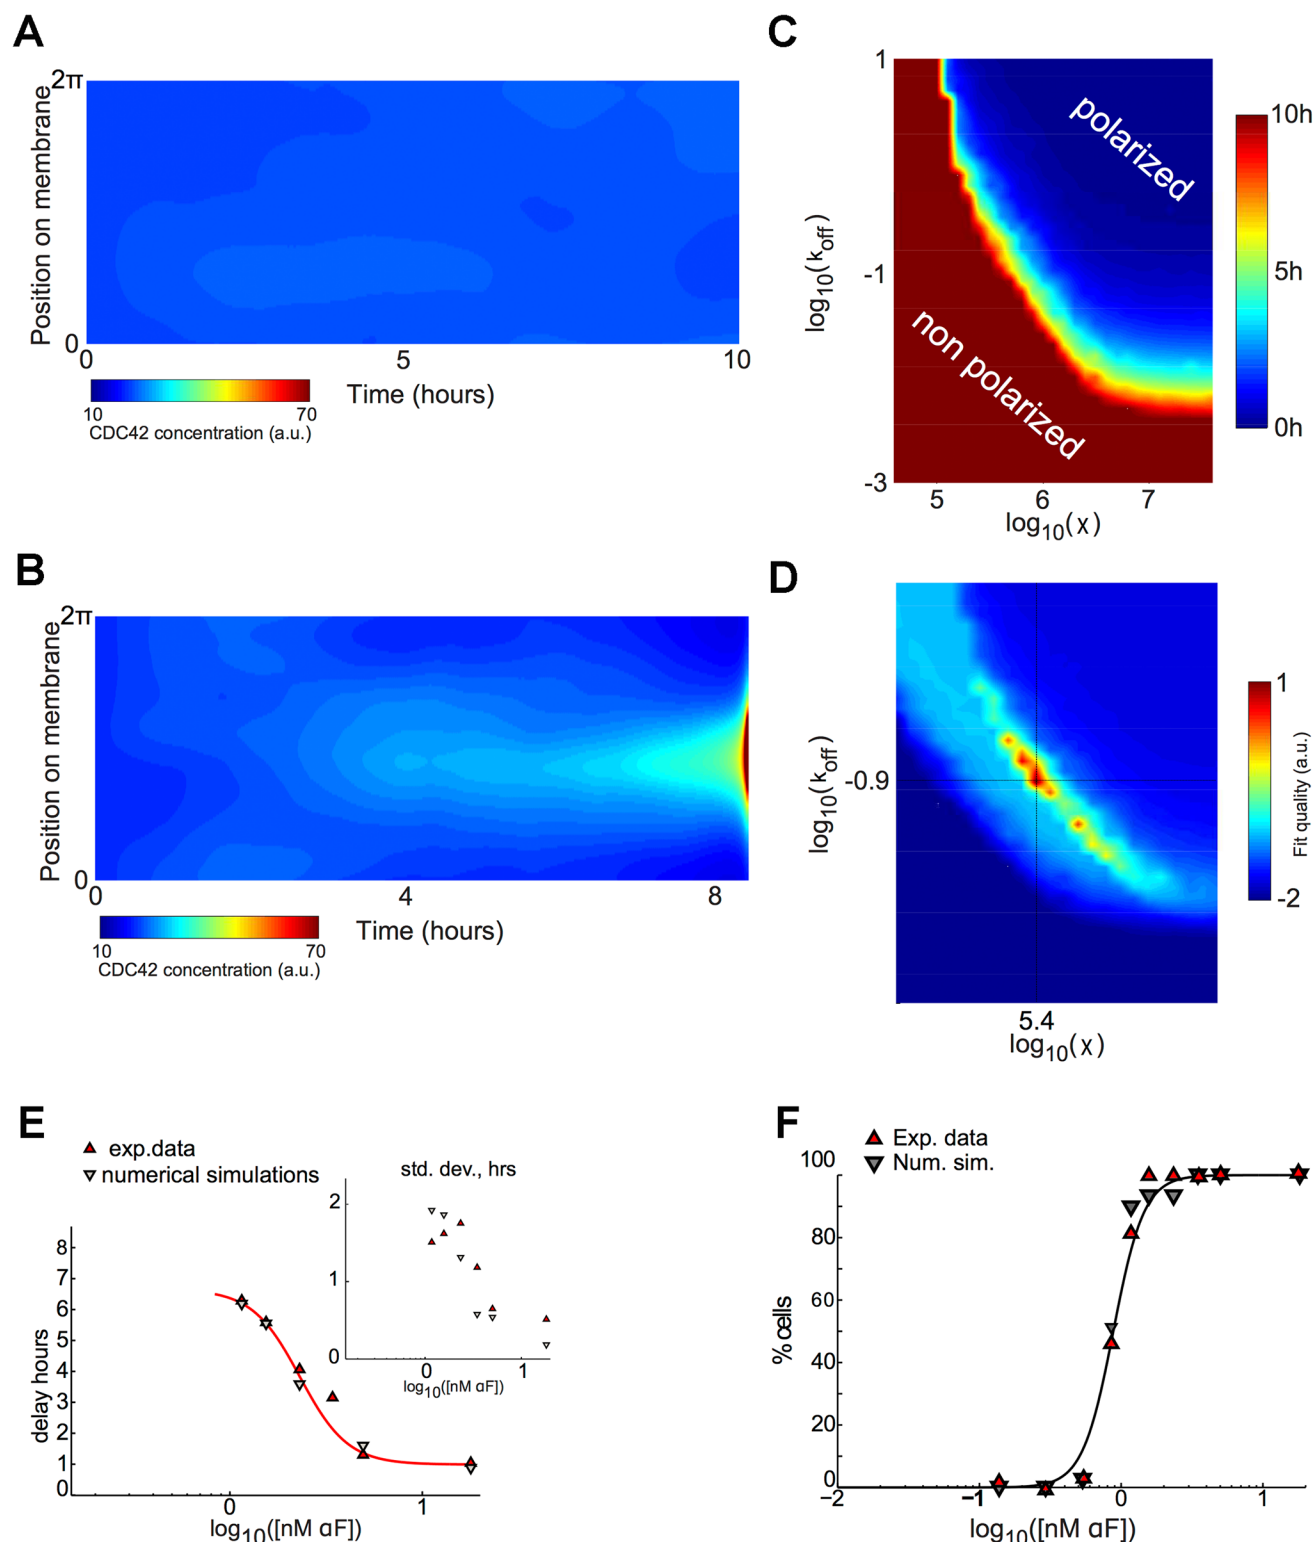 A
2π
Position on membrane
0
0
5
10
Time (hours)
10
70
CDC42 concentration (a.u.)
B
2π
Position on membrane
0
0
4
8
Time (hours)
10
70
CDC42 concentration (a.u.)
C
1
-1
-3
log10(koff)
polarized
non polarized
5
6
7
log10(χ)
10h
5h
0h
D
-0.9
log10(koff)
5.4
log10(χ)
1
-2
Fit quality (a.u.)
E
exp.data
numerical simulations
8
7
6
5
4
3
2
1
0
delay hours
0
1
log10([nM αF])
std. dev., hrs
2
1
0
0
1
log10([nM αF])
F
Exp. data
Num. sim.
100
80
60
40
20
0
% cells
−2
−1
0
1
log10([nM αF])